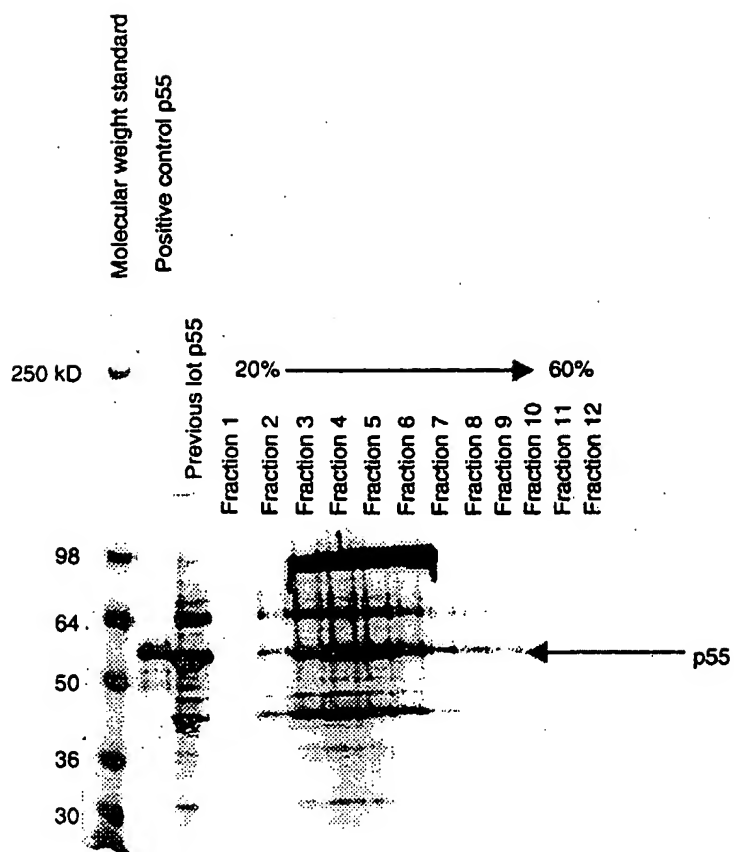 Molecular weight standard
Positive control p55
Previous lot p55
250 kD
20%
60%
Fraction 1
Fraction 2
Fraction 3
Fraction 4
Fraction 5
Fraction 6
Fraction 7
Fraction 8
Fraction 9
Fraction 10
Fraction 11
Fraction 12
98
64
50
36
30
p55